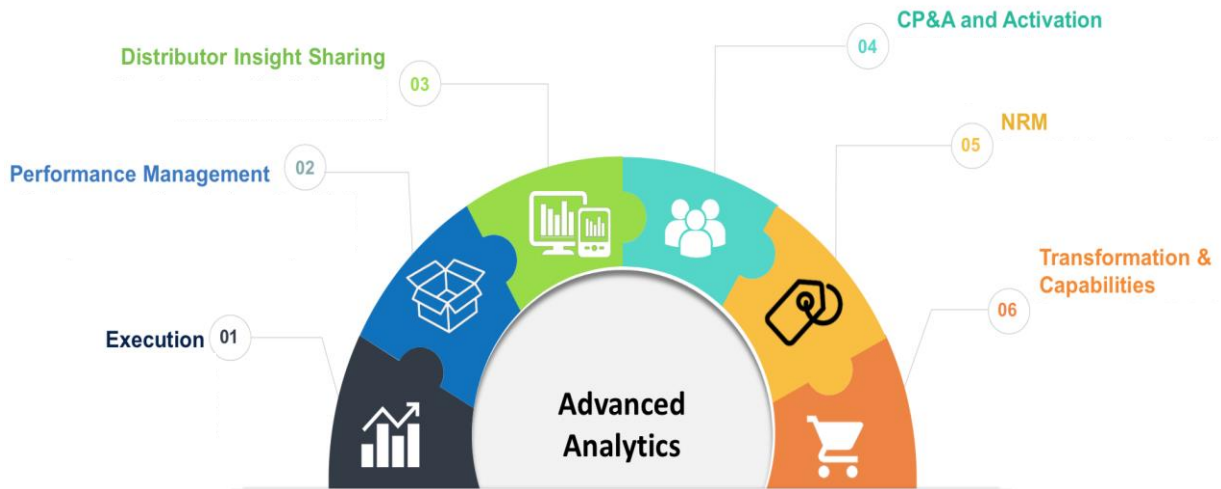 CP&A and Activation
04
Distributor Insight Sharing
03
NRM
05
Performance Management
02
Transformation &
Capabilities
06
Execution
01
Advanced
Analytics